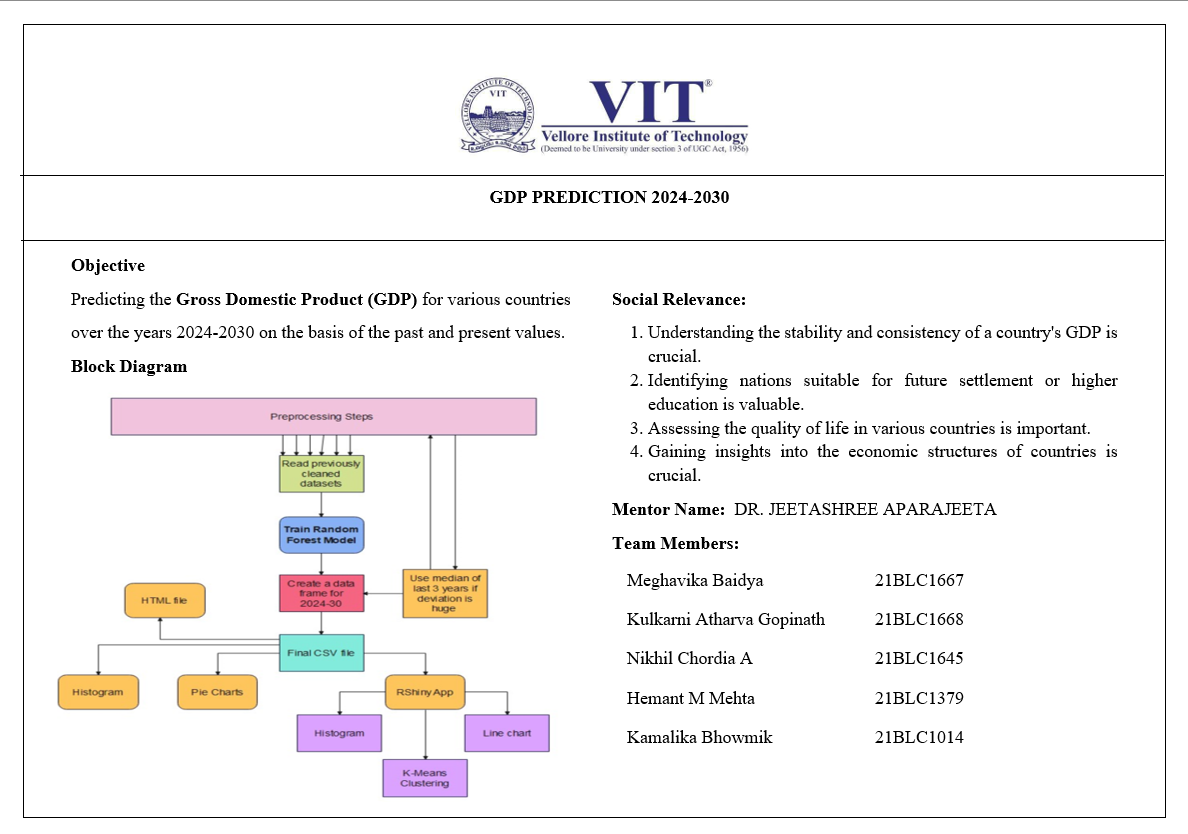 VELLORE INSTITUTE OF TECHNOLOGY
VIT
VIT®
Vellore Institute of Technology
(Deemed to be University under section 3 of UGC Act, 1956)
GDP PREDICTION 2024-2030
Objective
Predicting the Gross Domestic Product (GDP) for various countries
over the years 2024-2030 on the basis of the past and present values.
Block Diagram
Preprocessing Steps
Read previously
cleaned
datasets
Train Random
Forest Model
Create a data
frame for
2024-30
Use median of
last 3 years if
deviation is
huge
HTML file
Final CSV file
Histogram
Pie Charts
RShiny App
Histogram
Line chart
K-Means
Clustering
Social Relevance:
1. Understanding the stability and consistency of a country's GDP is
crucial.
2. Identifying nations suitable for future settlement or higher
education is valuable.
3. Assessing the quality of life in various countries is important.
4. Gaining insights into the economic structures of countries is
crucial.
Mentor Name: DR. JEETASHREE APARAJEETA
Team Members:
Meghavika Baidya 21BLC1667
Kulkarni Atharva Gopinath 21BLC1668
Nikhil Chordia A 21BLC1645
Hemant M Mehta 21BLC1379
Kamalika Bhowmik 21BLC1014